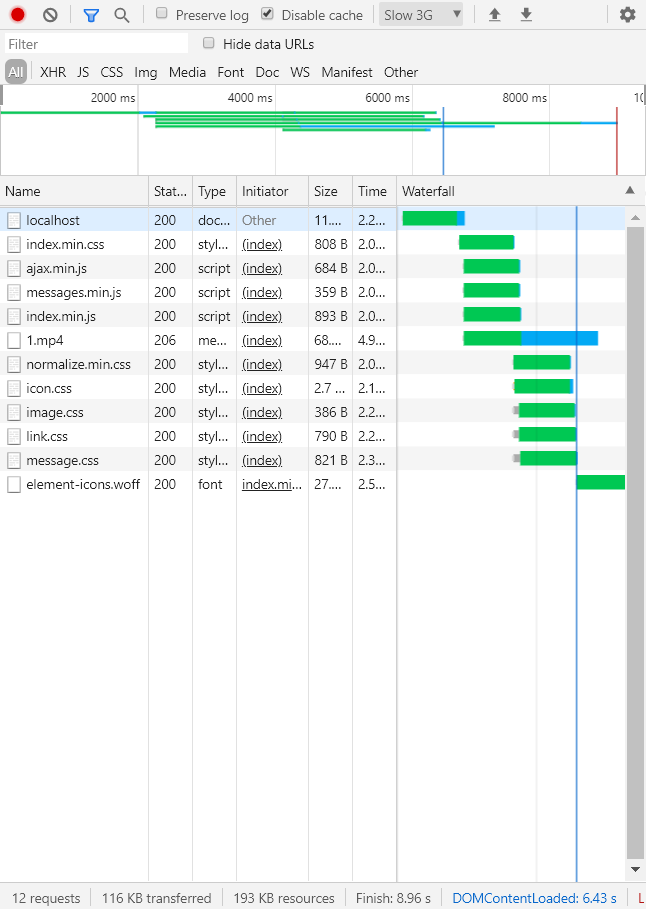 Preserve log Disable cache Slow 3G
Filter Hide data URLs
All XHR JS CSS Img Media Font Doc WS Manifest Other
2000 ms 4000 ms 6000 ms 8000 ms 10
Name Stat... Type Initiator Size Time Waterfall
localhost 200 doc... Other 11.... 2.2...
index.min.css 200 styl... (index) 808 B 2.0...
ajax.min.js 200 script (index) 684 B 2.0...
messages.min.js 200 script (index) 359 B 2.0...
index.min.js 200 script (index) 893 B 2.0...
1.mp4 206 me... (index) 68.... 4.9...
normalize.min.css 200 styl... (index) 947 B 2.0...
icon.css 200 styl... (index) 2.7 ... 2.1...
image.css 200 styl... (index) 386 B 2.2...
link.css 200 styl... (index) 790 B 2.2...
message.css 200 styl... (index) 821 B 2.3...
element-icons.woff 200 font index.mi... 27.... 2.5...
12 requests 116 KB transferred 193 KB resources Finish: 8.96 s DOMContentLoaded: 6.43 s L